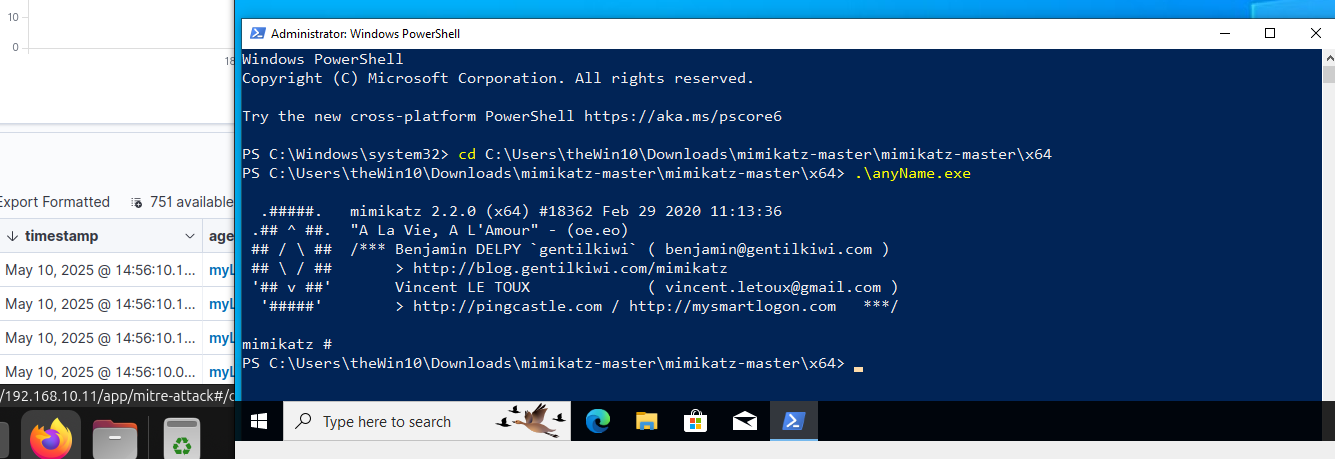 10
0
18
Export Formatted
751 available
timestamp
age
May 10, 2025 @ 14:56:10.1...
myL
May 10, 2025 @ 14:56:10.1...
myL
May 10, 2025 @ 14:56:10.1...
myL
May 10, 2025 @ 14:56:10.0...
myL
/192.168.10.11/app/mitre-attack#/o
Administrator: Windows PowerShell
Windows PowerShell
Copyright (C) Microsoft Corporation. All rights reserved.
Try the new cross-platform PowerShell https://aka.ms/pscore6
PS C:\Windows\system32> cd C:\Users\theWin10\Downloads\mimikatz-master\mimikatz-master\x64
PS C:\Users\theWin10\Downloads\mimikatz-master\mimikatz-master\x64> .\anyName.exe
.#####.   mimikatz 2.2.0 (x64) #18362 Feb 29 2020 11:13:36
.## ^ ##.  "A La Vie, A L'Amour" - (oe.eo)
## / \ ##  /*** Benjamin DELPY `gentilkiwi` ( benjamin@gentilkiwi.com )
## \ / ##       > http://blog.gentilkiwi.com/mimikatz
'## v ##'       Vincent LE TOUX             ( vincent.letoux@gmail.com )
'#####'        > http://pingcastle.com / http://mysmartlogon.com   ***/
mimikatz #
PS C:\Users\theWin10\Downloads\mimikatz-master\mimikatz-master\x64>
Type here to search